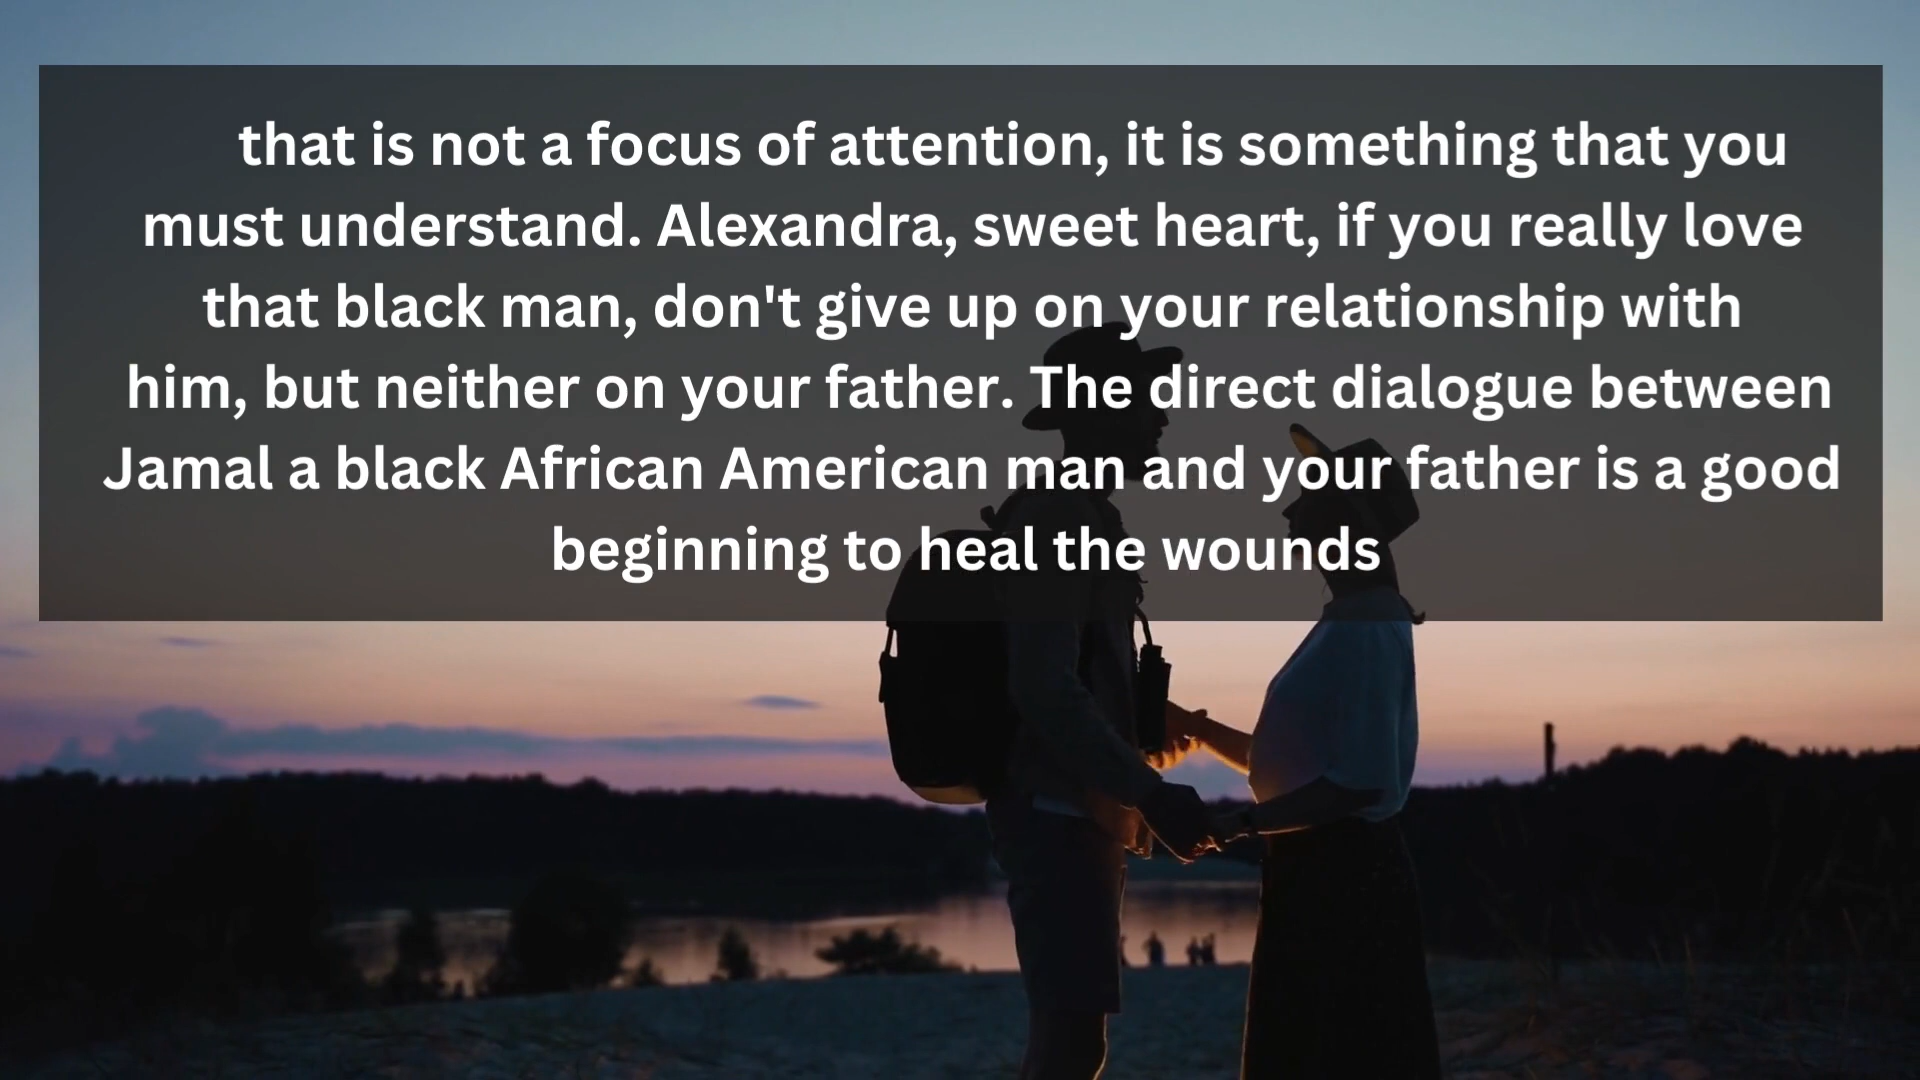 that is not a focus of attention, it is something that you
must understand. Alexandra, sweet heart, if you really love
that black man, don't give up on your relationship with
him, but neither on your father. The direct dialogue between
Jamal a black African American man and your father is a good
beginning to heal the wounds